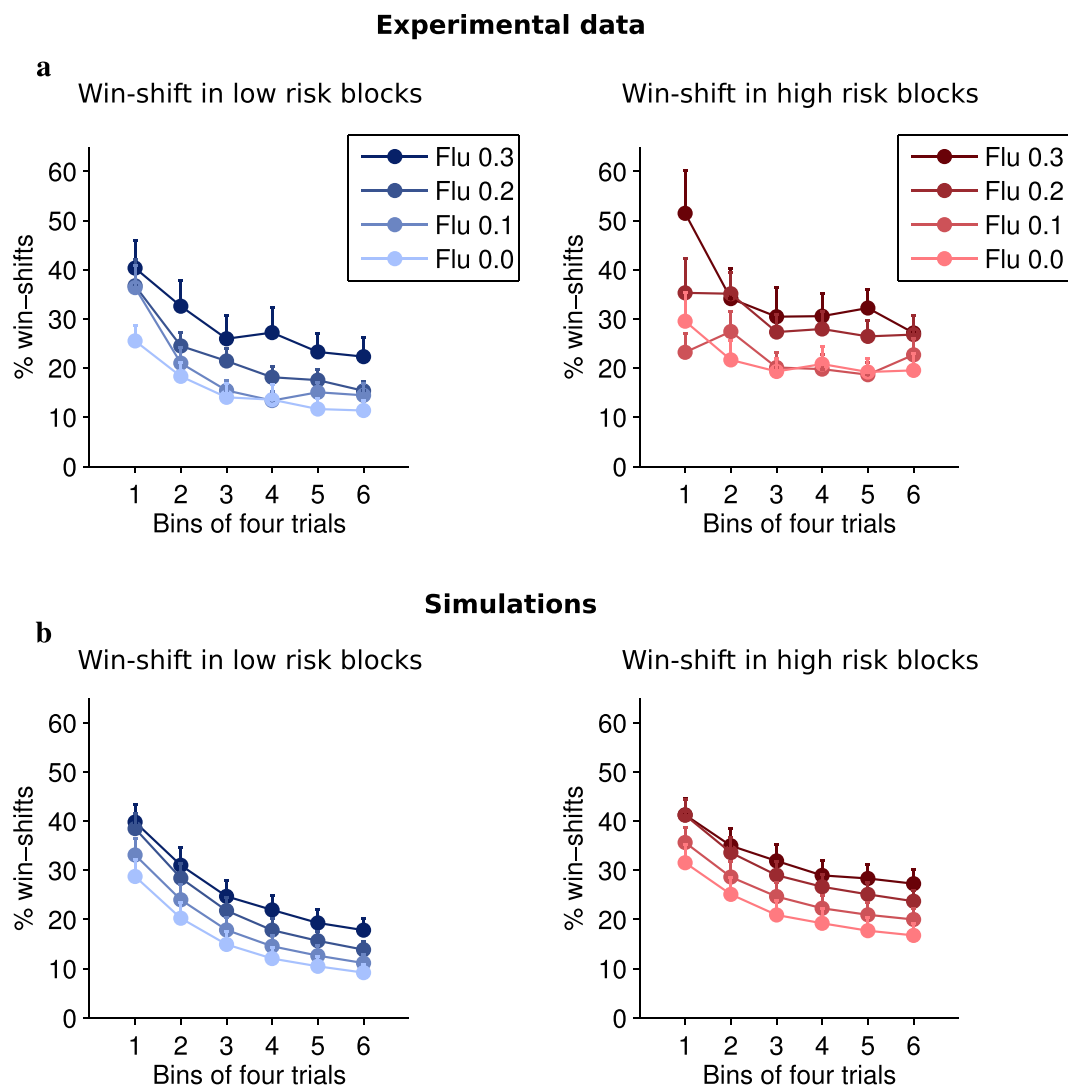 Experimental data
a
Win-shift in low risk blocks
% win−shifts
60
50
40
30
20
10
0
1 2 3 4 5 6
Bins of four trials
Flu 0.3
Flu 0.2
Flu 0.1
Flu 0.0
Win-shift in high risk blocks
% win−shifts
60
50
40
30
20
10
0
1 2 3 4 5 6
Bins of four trials
Flu 0.3
Flu 0.2
Flu 0.1
Flu 0.0
Simulations
b
Win-shift in low risk blocks
% win−shifts
60
50
40
30
20
10
0
1 2 3 4 5 6
Bins of four trials
Win-shift in high risk blocks
% win−shifts
60
50
40
30
20
10
0
1 2 3 4 5 6
Bins of four trials